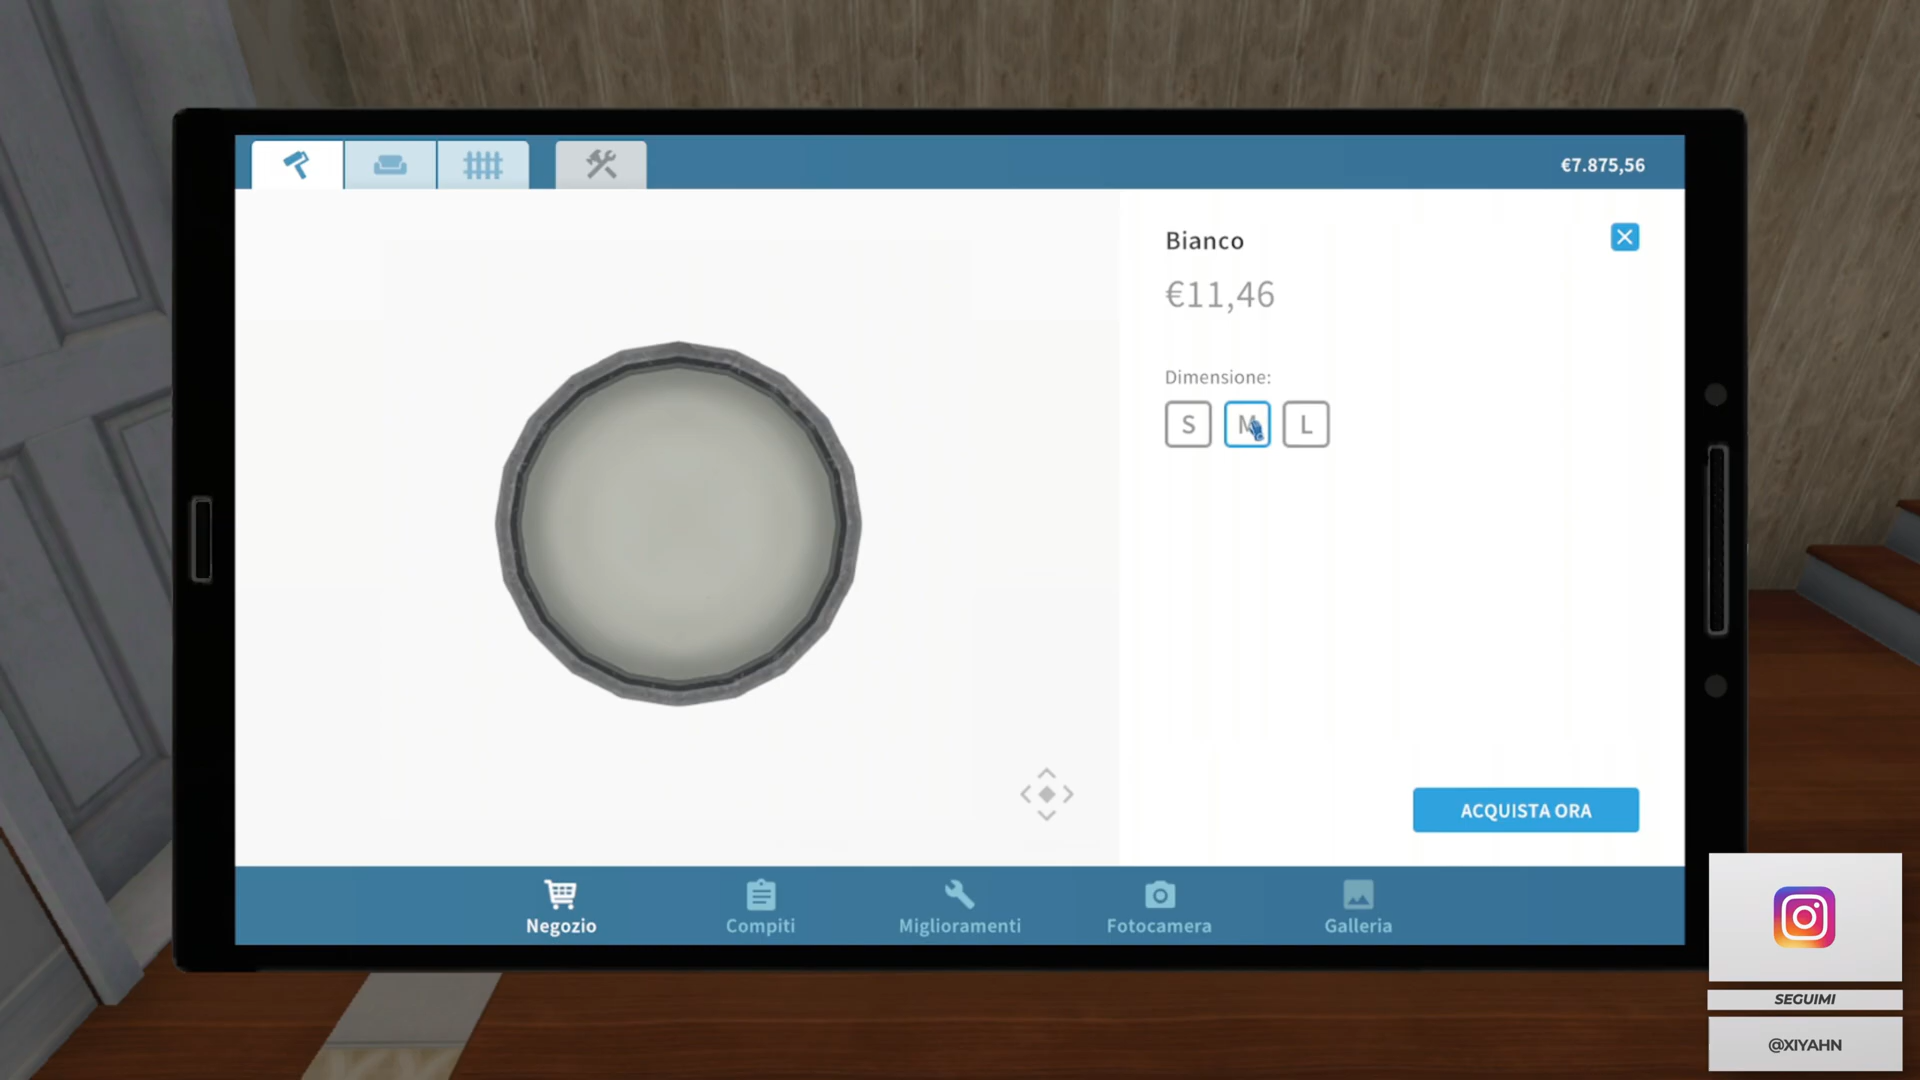 €7.875,56
Bianco
€11,46
Dimensione:
S M L
ACQUISTA ORA
Negozio Compiti Miglioramenti Fotocamera Galleria
SEGUIMI
@XIYAHN